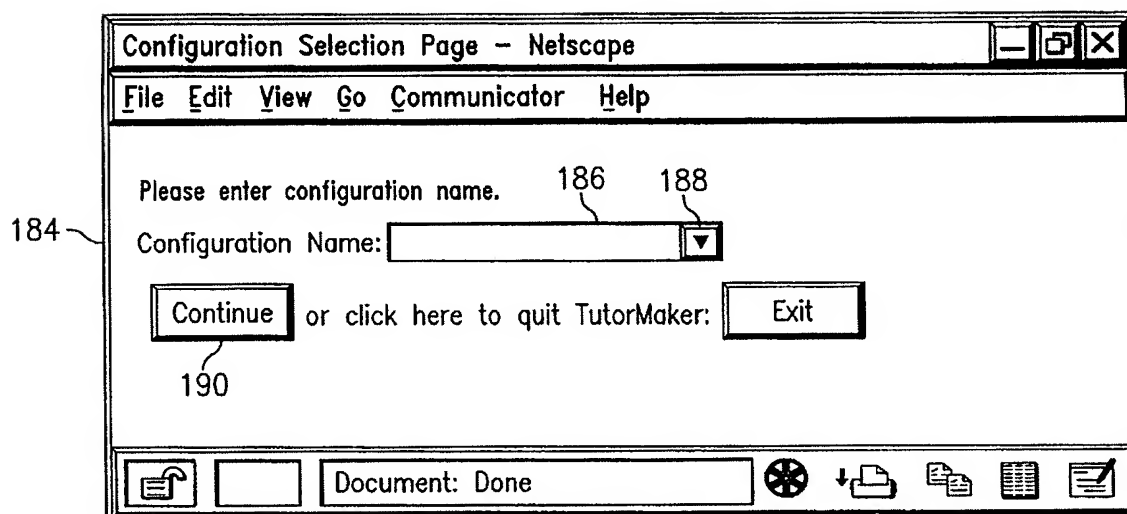 Configuration Selection Page – Netscape
File Edit View Go Communicator Help
Please enter configuration name.
186 188
184
Configuration Name:
Continue or click here to quit TutorMaker: Exit
190
Document: Done